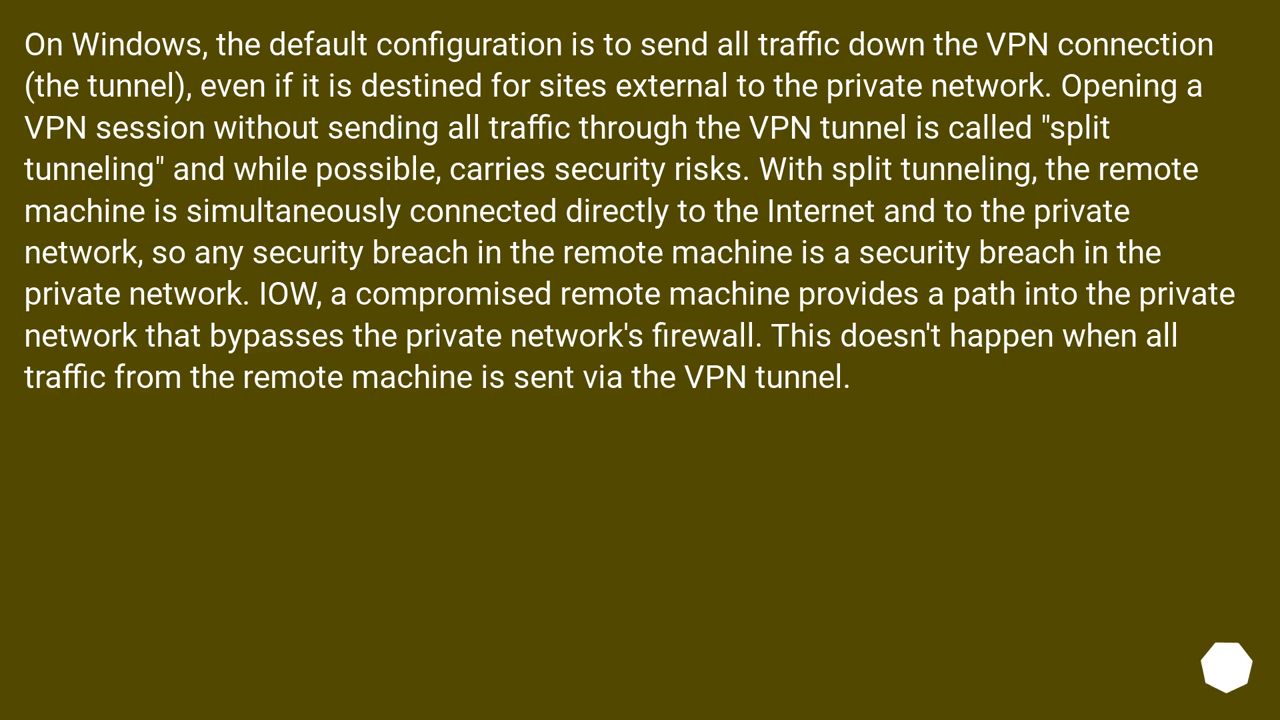 On Windows, the default configuration is to send all traffic down the VPN connection
(the tunnel), even if it is destined for sites external to the private network. Opening a
VPN session without sending all traffic through the VPN tunnel is called "split
tunneling" and while possible, carries security risks. With split tunneling, the remote
machine is simultaneously connected directly to the Internet and to the private
network, so any security breach in the remote machine is a security breach in the
private network. IOW, a compromised remote machine provides a path into the private
network that bypasses the private network's firewall. This doesn't happen when all
traffic from the remote machine is sent via the VPN tunnel.